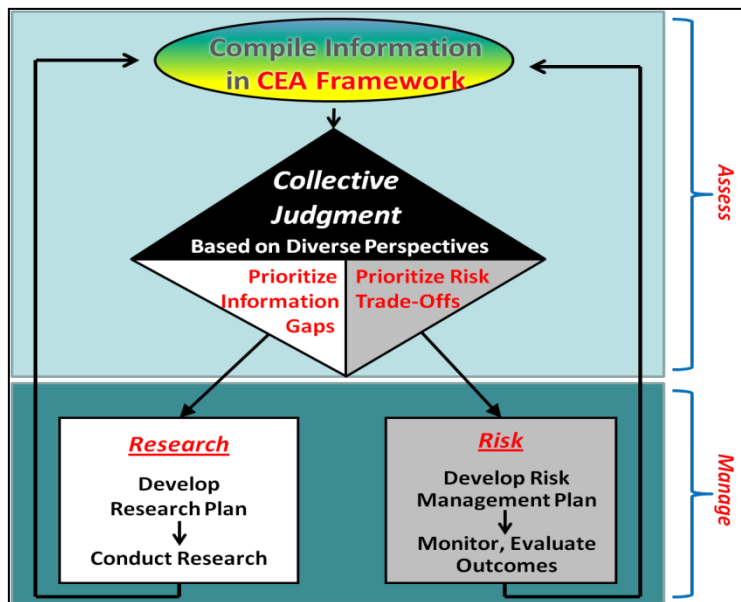 Compile Information
in CEA Framework
Collective
Judgment
Based on Diverse Perspectives
Prioritize
Information
Gaps
Prioritize Risk
Trade-Offs
Assess
Research
Develop
Research Plan
Conduct Research
Risk
Develop Risk
Management Plan
Monitor, Evaluate
Outcomes
Manage